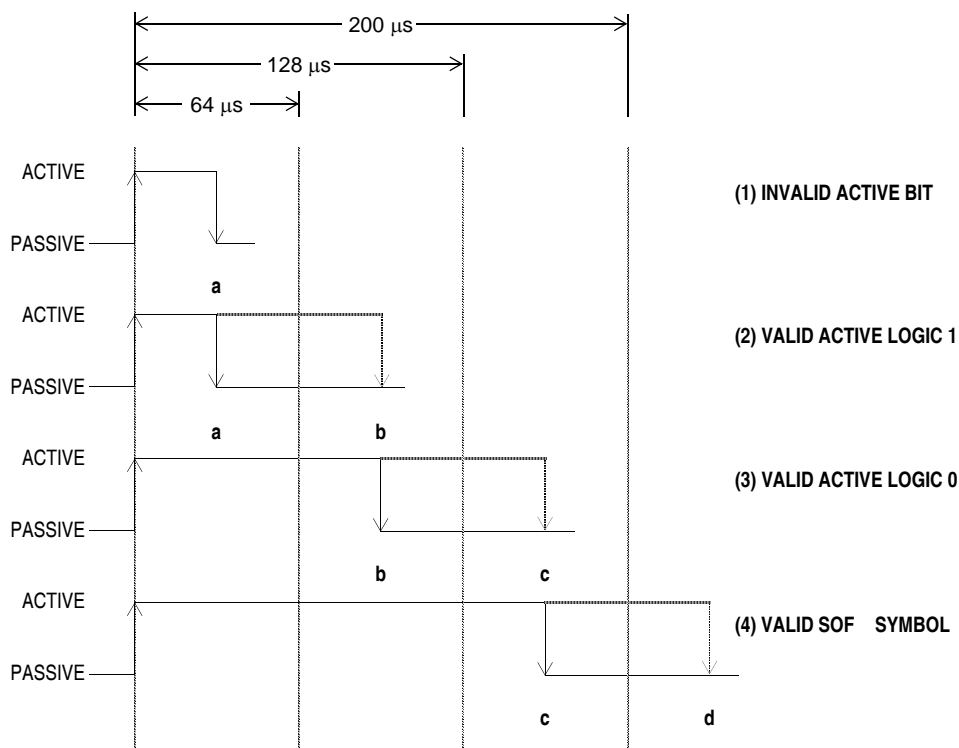 200 μs
128 μs
64 μs
ACTIVE
(1) INVALID ACTIVE BIT
PASSIVE
a
ACTIVE
(2) VALID ACTIVE LOGIC 1
PASSIVE
a b
ACTIVE
(3) VALID ACTIVE LOGIC 0
PASSIVE
b c
ACTIVE
(4) VALID SOF SYMBOL
PASSIVE
c d